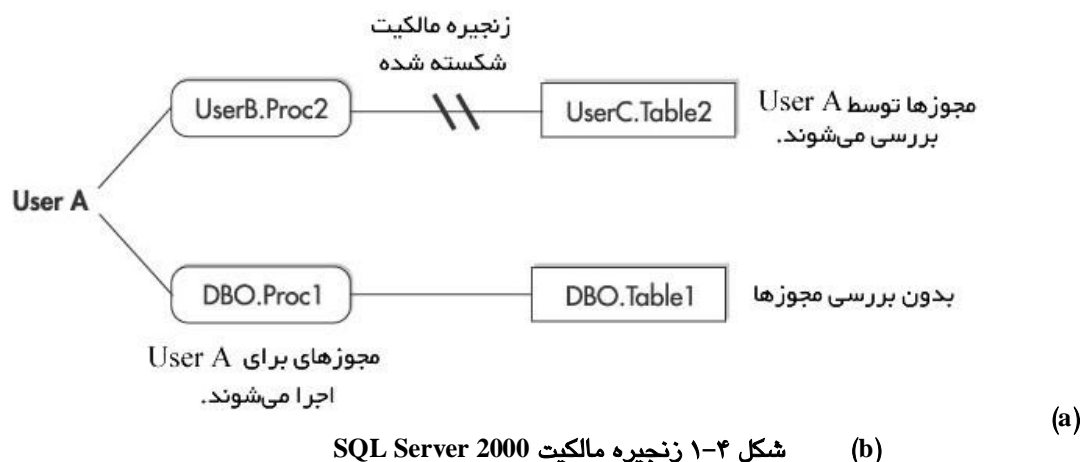 زنجیره مالکیت
شکسته شده
UserB.Proc2
UserC.Table2
مجوزها توسط User A
بررسی می‌شوند.
User A
DBO.Proc1
DBO.Table1
بدون بررسی مجوزها
مجوزهای برای User A
اجرا می‌شوند.
(a)
(b) شکل ۴-۱ زنجیره مالکیت SQL Server 2000